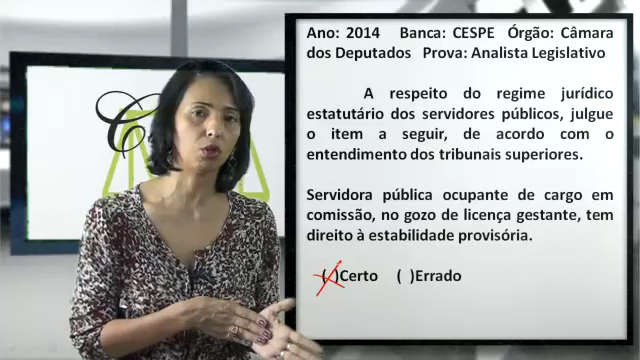 Ano: 2014 Banca: CESPE Órgão: Câmara
dos Deputados Prova: Analista Legislativo
A respeito do regime jurídico
estatutário dos servidores públicos, julgue
o item a seguir, de acordo com o
entendimento dos tribunais superiores.
Servidora pública ocupante de cargo em
comissão, no gozo de licença gestante, tem
direito à estabilidade provisória.
( )Certo ( )Errado